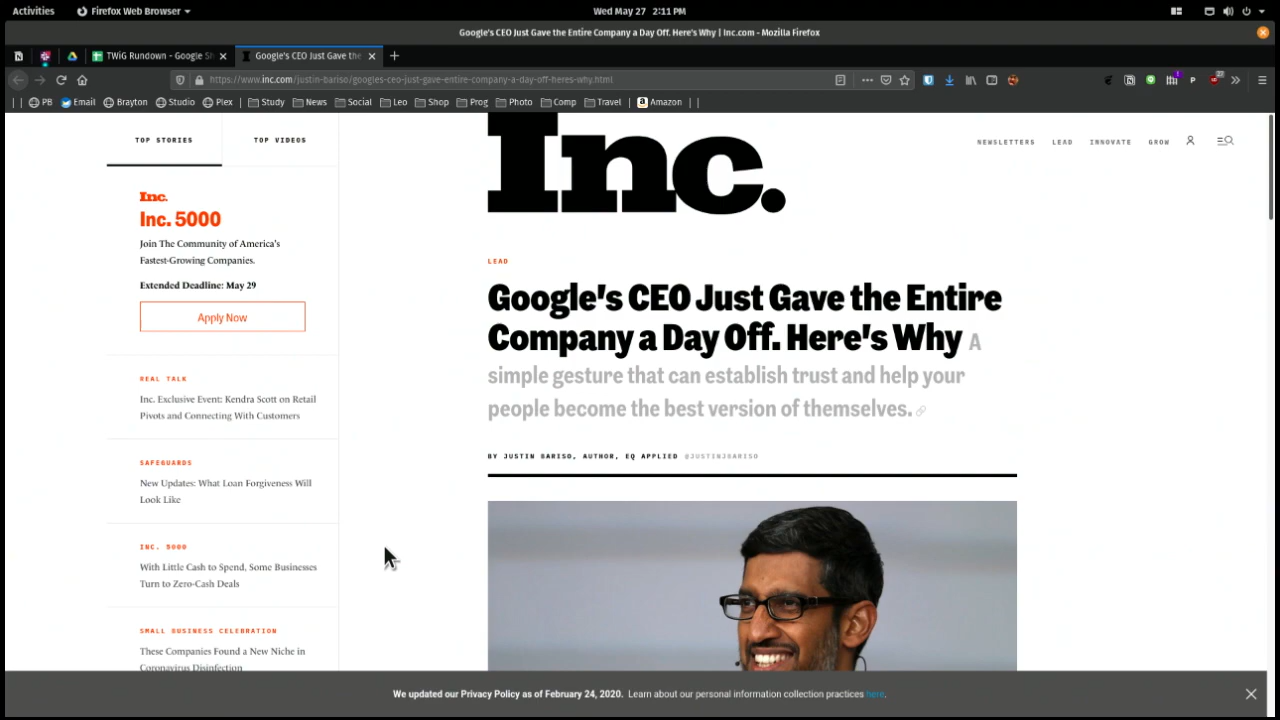 Activities Firefox Web Browser Wed May 27 2:11 PM
Google's CEO Just Gave the Entire Company a Day Off. Here's Why | Inc.com - Mozilla Firefox
TWiG Rundown - Google Sh Google's CEO Just Gave the
https://www.inc.com/justin-bariso/googles-ceo-just-gave-entire-company-a-day-off-heres-why.html
PB Email Brayton Studio Plex Study News Social Leo Shop Prog Photo Comp Travel Amazon
TOP STORIES TOP VIDEOS
Inc.
NEWSLETTERS LEAD INNOVATE GROW
Inc.
Inc. 5000
Join The Community of America's
Fastest-Growing Companies.
Extended Deadline: May 29
Apply Now
REAL TALK
Inc. Exclusive Event: Kendra Scott on Retail
Pivots and Connecting With Customers
SAFEGUARDS
New Updates: What Loan Forgiveness Will
Look Like
INC. 5000
With Little Cash to Spend, Some Businesses
Turn to Zero-Cash Deals
SMALL BUSINESS CELEBRATION
These Companies Found a New Niche in
Coronavirus Disinfection
LEAD
Google's CEO Just Gave the Entire
Company a Day Off. Here's Why A
simple gesture that can establish trust and help your
people become the best version of themselves.
BY JUSTIN BARISO, AUTHOR, EQ APPLIED @JUSTINJBARISO
We updated our Privacy Policy as of February 24, 2020. Learn about our personal information collection practices here.